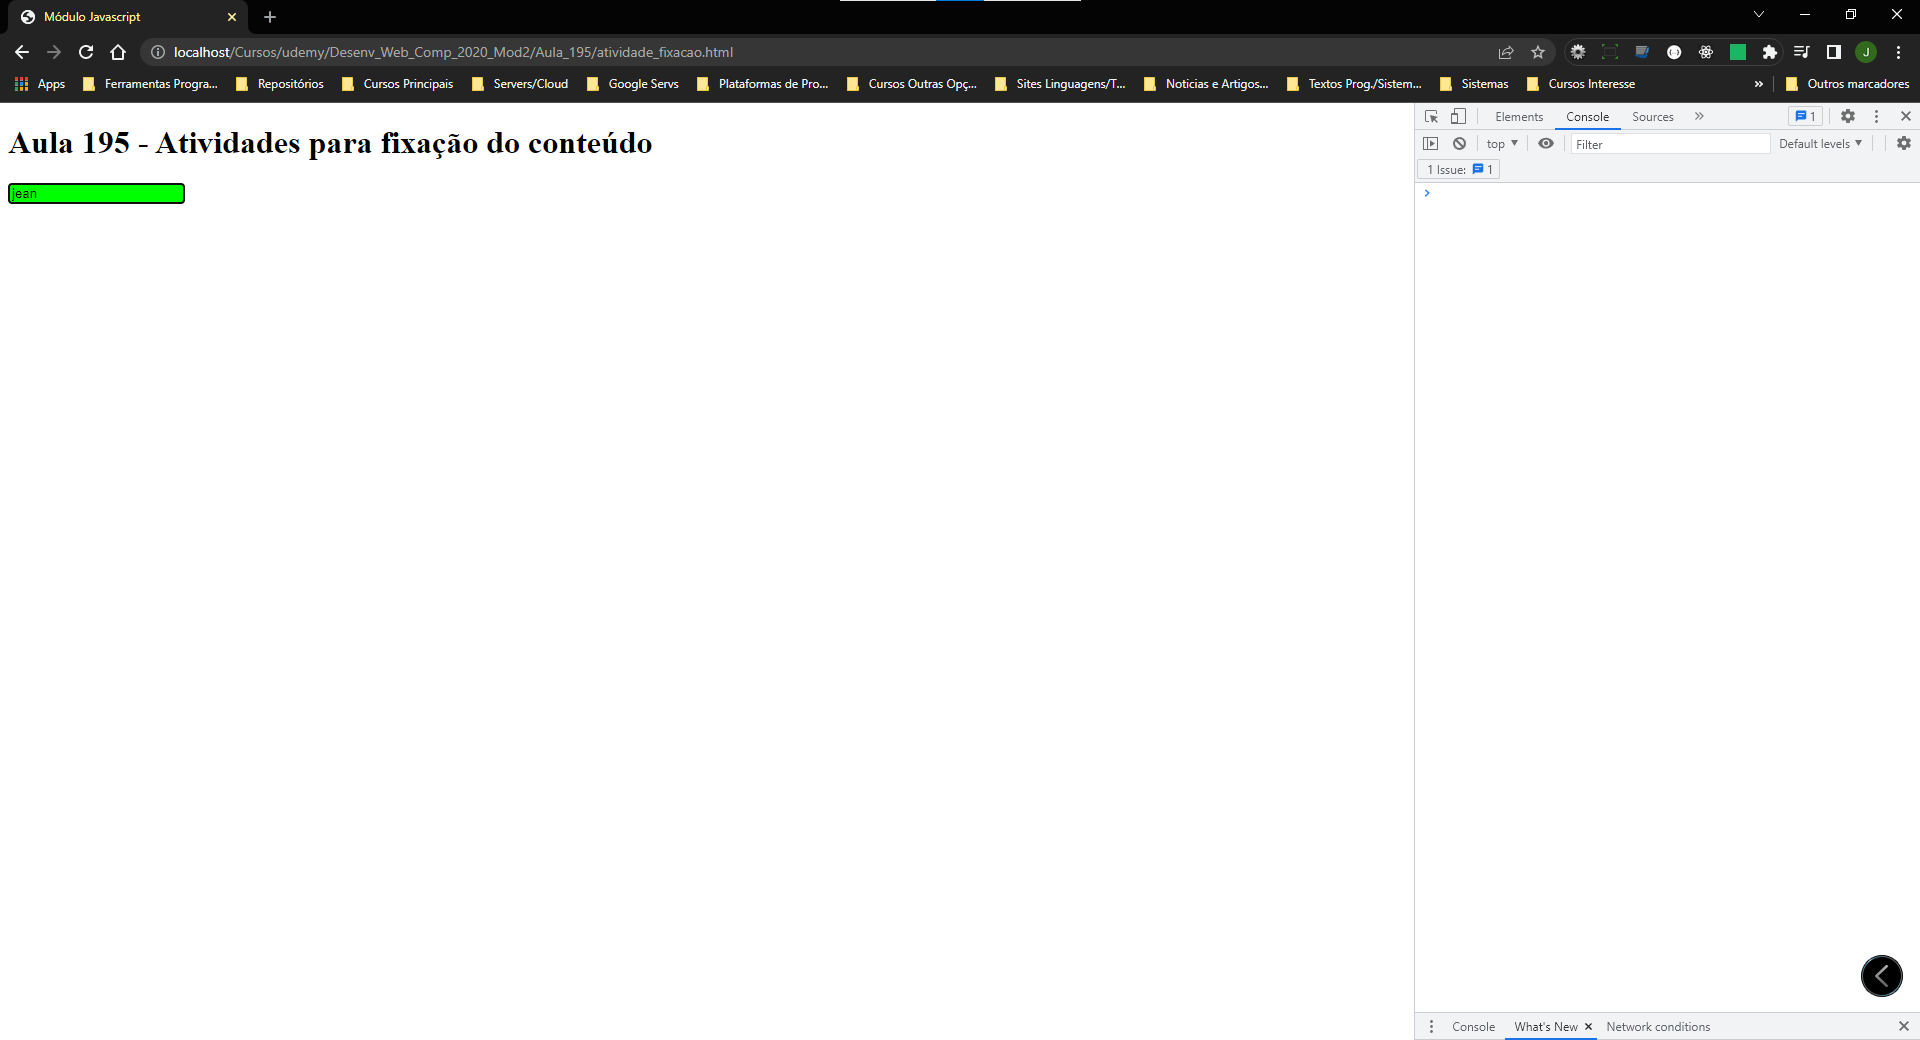 Módulo Javascript
localhost/Cursos/udemy/Desenv_Web_Comp_2020_Mod2/Aula_195/atividade_fixacao.html
J
Apps Ferramentas Progra... Repositórios Cursos Principais Servers/Cloud Google Servs Plataformas de Pro... Cursos Outras Opç... Sites Linguagens/T... Noticias e Artigos... Textos Prog./Sistem... Sistemas Cursos Interesse » Outros marcadores
Aula 195 - Atividades para fixação do conteúdo
jean
Elements Console Sources » 1
top Filter Default levels
1 Issue: 1
Console What's New Network conditions